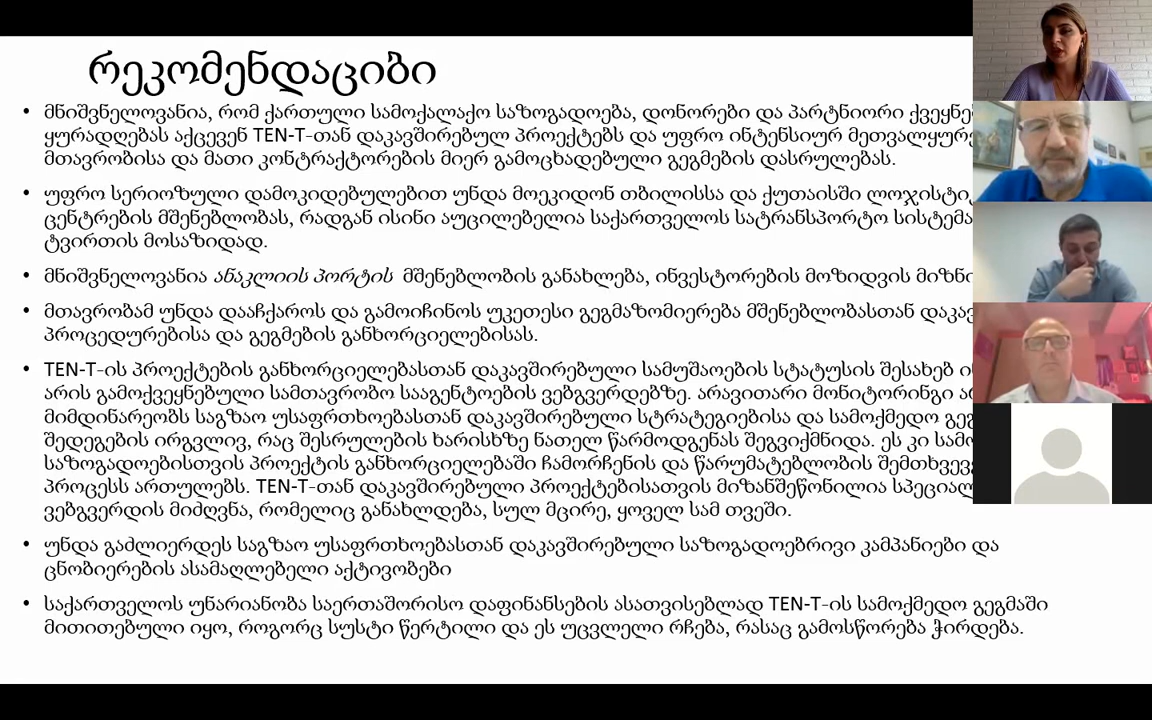 რეკომენდაციბი
• მნიშვნელოვანია, რომ ქართული სამოქალაქო საზოგადოება, დონორები და პარტნიორი
ყურადღებას აქცევენ TEN-T-თან დაკავშირებულ პროექტებს და უფრო ინტენსიურ
მთავრობისა და მათი კონტრაქტორების მიერ გამოცხადებული გეგმების დასრულებას.
• უფრო სერიოზული დამოკიდებულებით უნდა მოეკიდონ თბილისსა და ქუთაისში
ცენტრების მშენებლობას, რადგან ისინი აუცილებელია საქართველოს სატრანსპორტო
ტვირთის მოსაზიდად.
• მნიშვნელოვანია ანაკლიის პორტის მშენებლობის განახლება, ინვესტორების მოზიდვის
• მთავრობამ უნდა დააჩქაროს და გამოიჩინოს უკეთესი გეგმაზომიერება მშენებლობასთან
პროცედურებისა და გეგმების განხორციელებისას.
• TEN-T-ის პროექტების განხორციელებასთან დაკავშირებული სამუშაოების სტატუსის შესახებ
არის გამოქვეყნებული სამთავრობო სააგენტოების ვებგვერდებზე. არავითარი მონიტორინგი
მიმდინარეობს საგზაო უსაფრთხოებასთან დაკავშირებული სტრატეგიებისა და სამოქმედო
შედეგების ირგვლივ, რაც შესრულების ხარისხზე ნათელ წარმოდგენას შეგვიქმნიდა. ეს კი
საზოგადოებისთვის პროექტის განხორციელებაში ჩამორჩენის და წარუმატებლობის
პროცესს ართულებს. TEN-T-თან დაკავშირებული პროექტებისათვის მიზანშეწონილია
ვებგვერდის მიძღვნა, რომელიც განახლდება, სულ მცირე, ყოველ სამ თვეში.
• უნდა გაძლიერდეს საგზაო უსაფრთხოებასთან დაკავშირებული საზოგადოებრივი კამპანიები და
ცნობიერების ასამაღლებელი აქტივობები
• საქართველოს უნარიანობა საერთაშორისო დაფინანსების ასათვისებლად TEN-T-ის სამოქმედო გეგმაში
მითითებული იყო, როგორც სუსტი წერტილი და ეს უცვლელი რჩება, რასაც გამოსწორება ჭირდება.